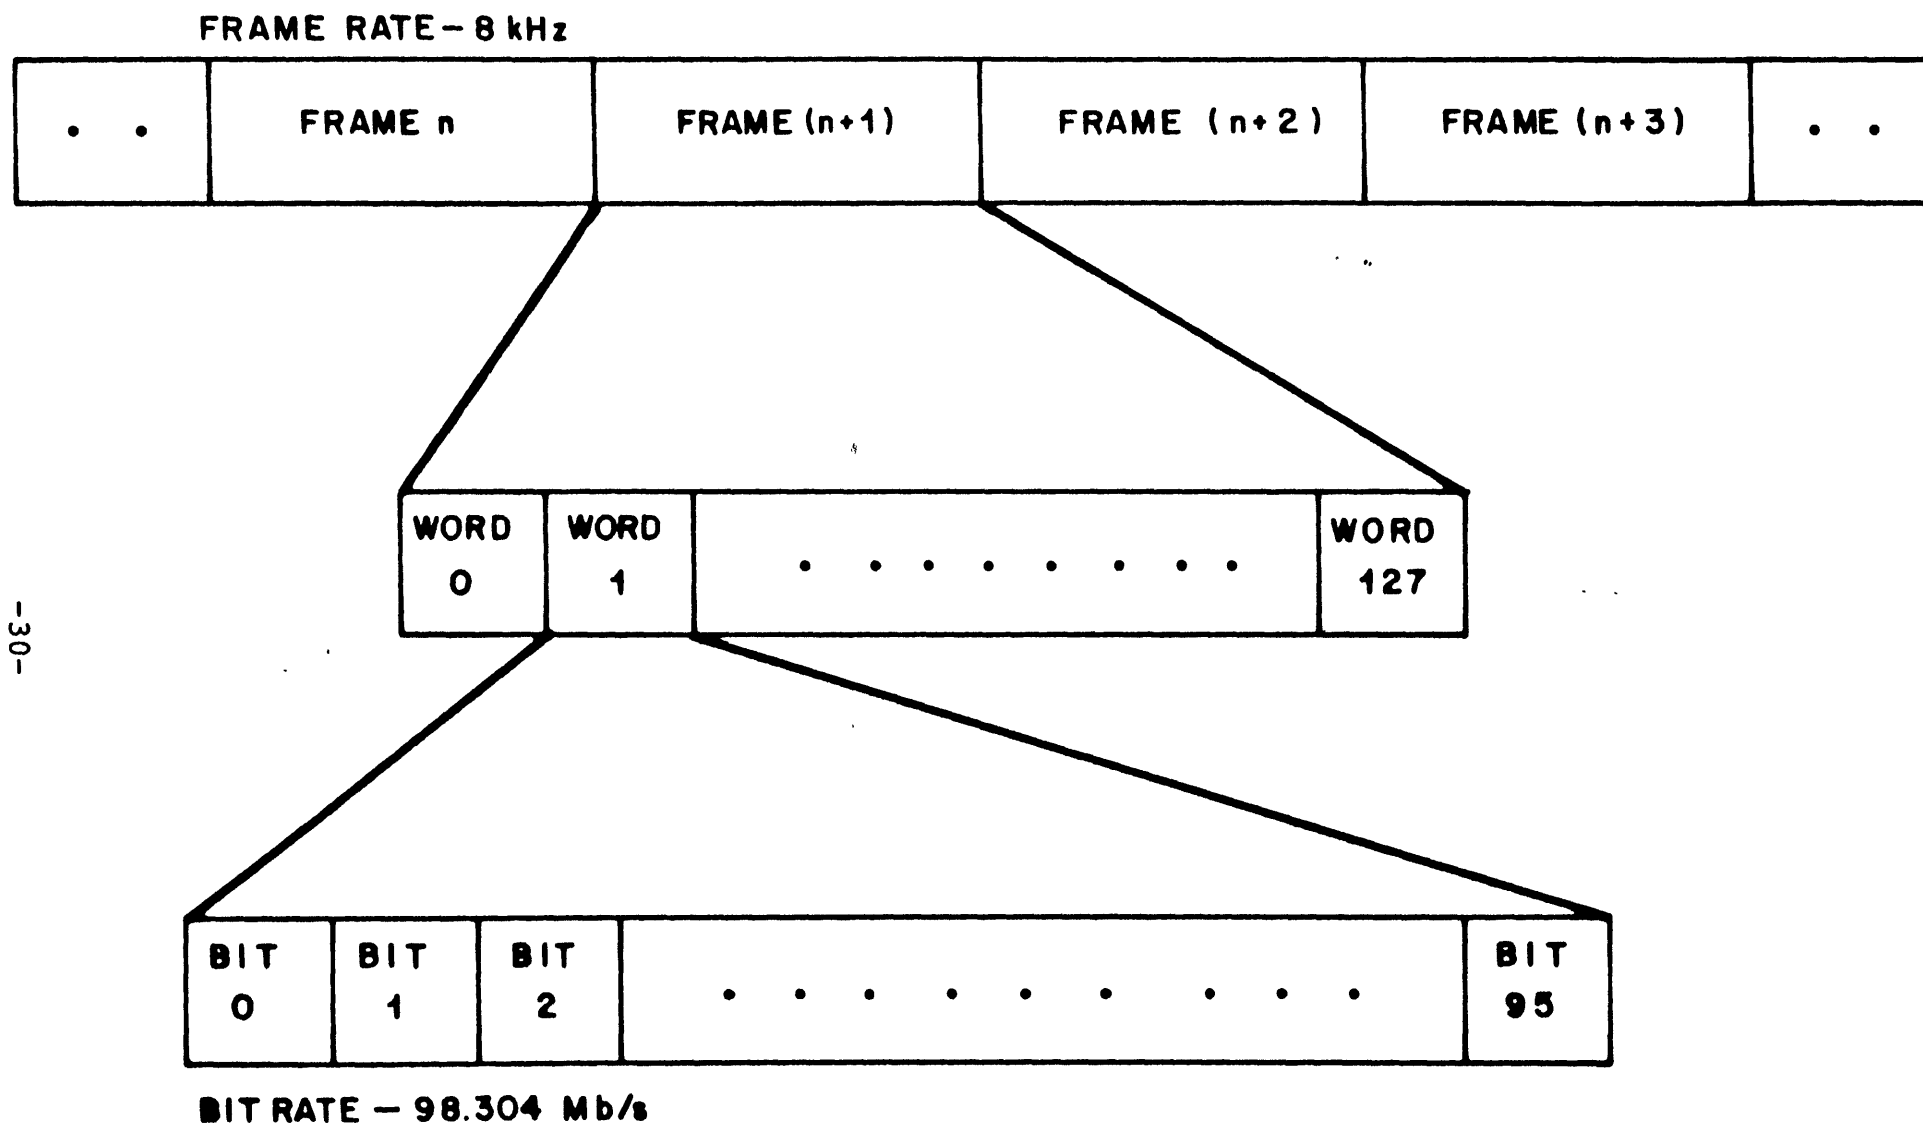 FRAME RATE – 8 kHz
. . FRAME n FRAME (n+1) FRAME (n+2) FRAME (n+3) . .
WORD 0 WORD 1 . . . . . . . . WORD 127
-30-
BIT 0 BIT 1 BIT 2 . . . . . . . . . BIT 95
BIT RATE – 98.304 Mb/s